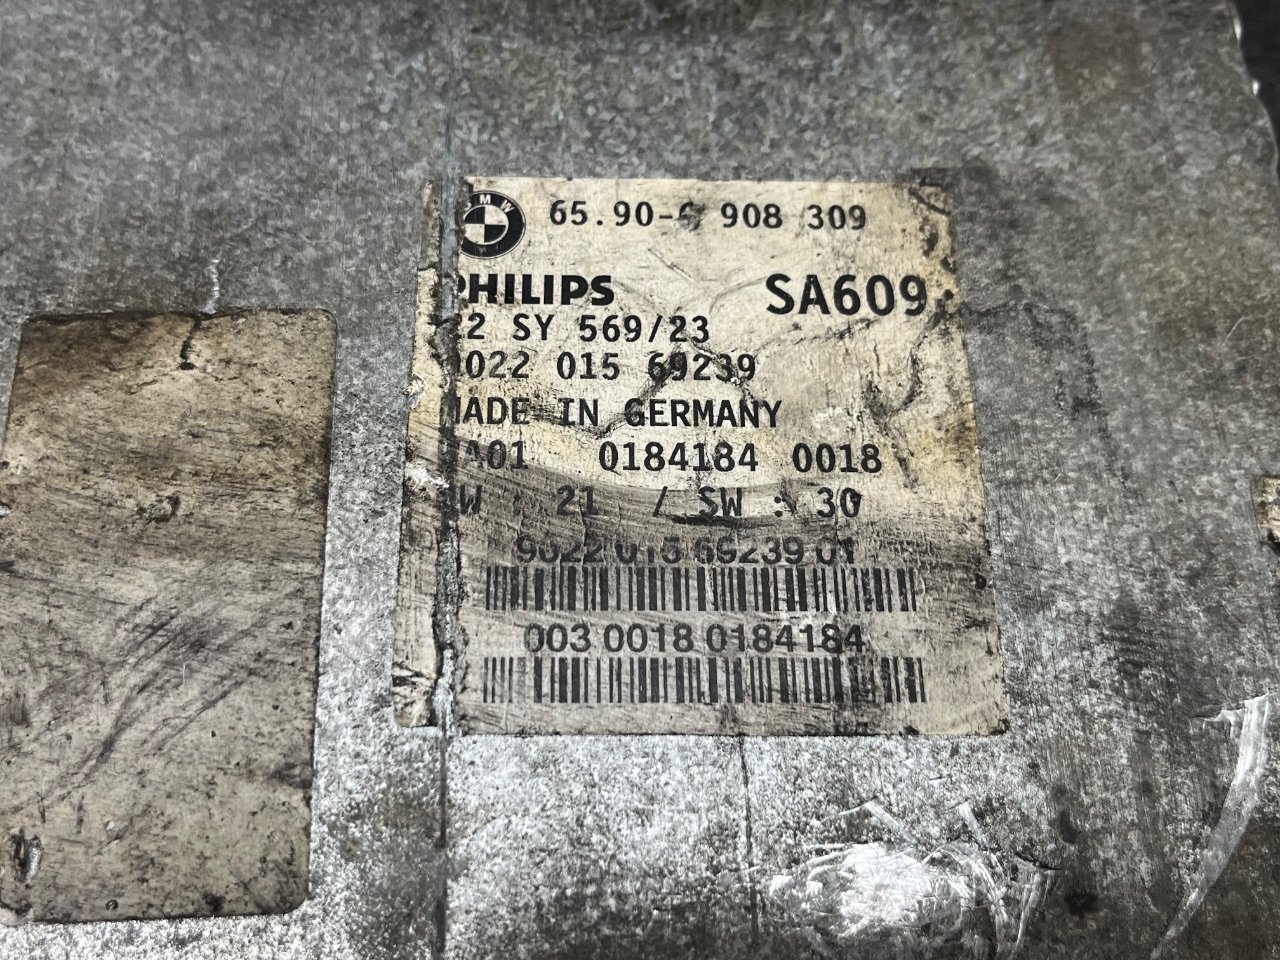 BMW
65.90-6 908 309
PHILIPS SA609
22 SY 569/23
9022 015 69239
MADE IN GERMANY
A01 0184184 0018
HW : 21 / SW : 30
9022 015 69239 01
003 0018 0184184